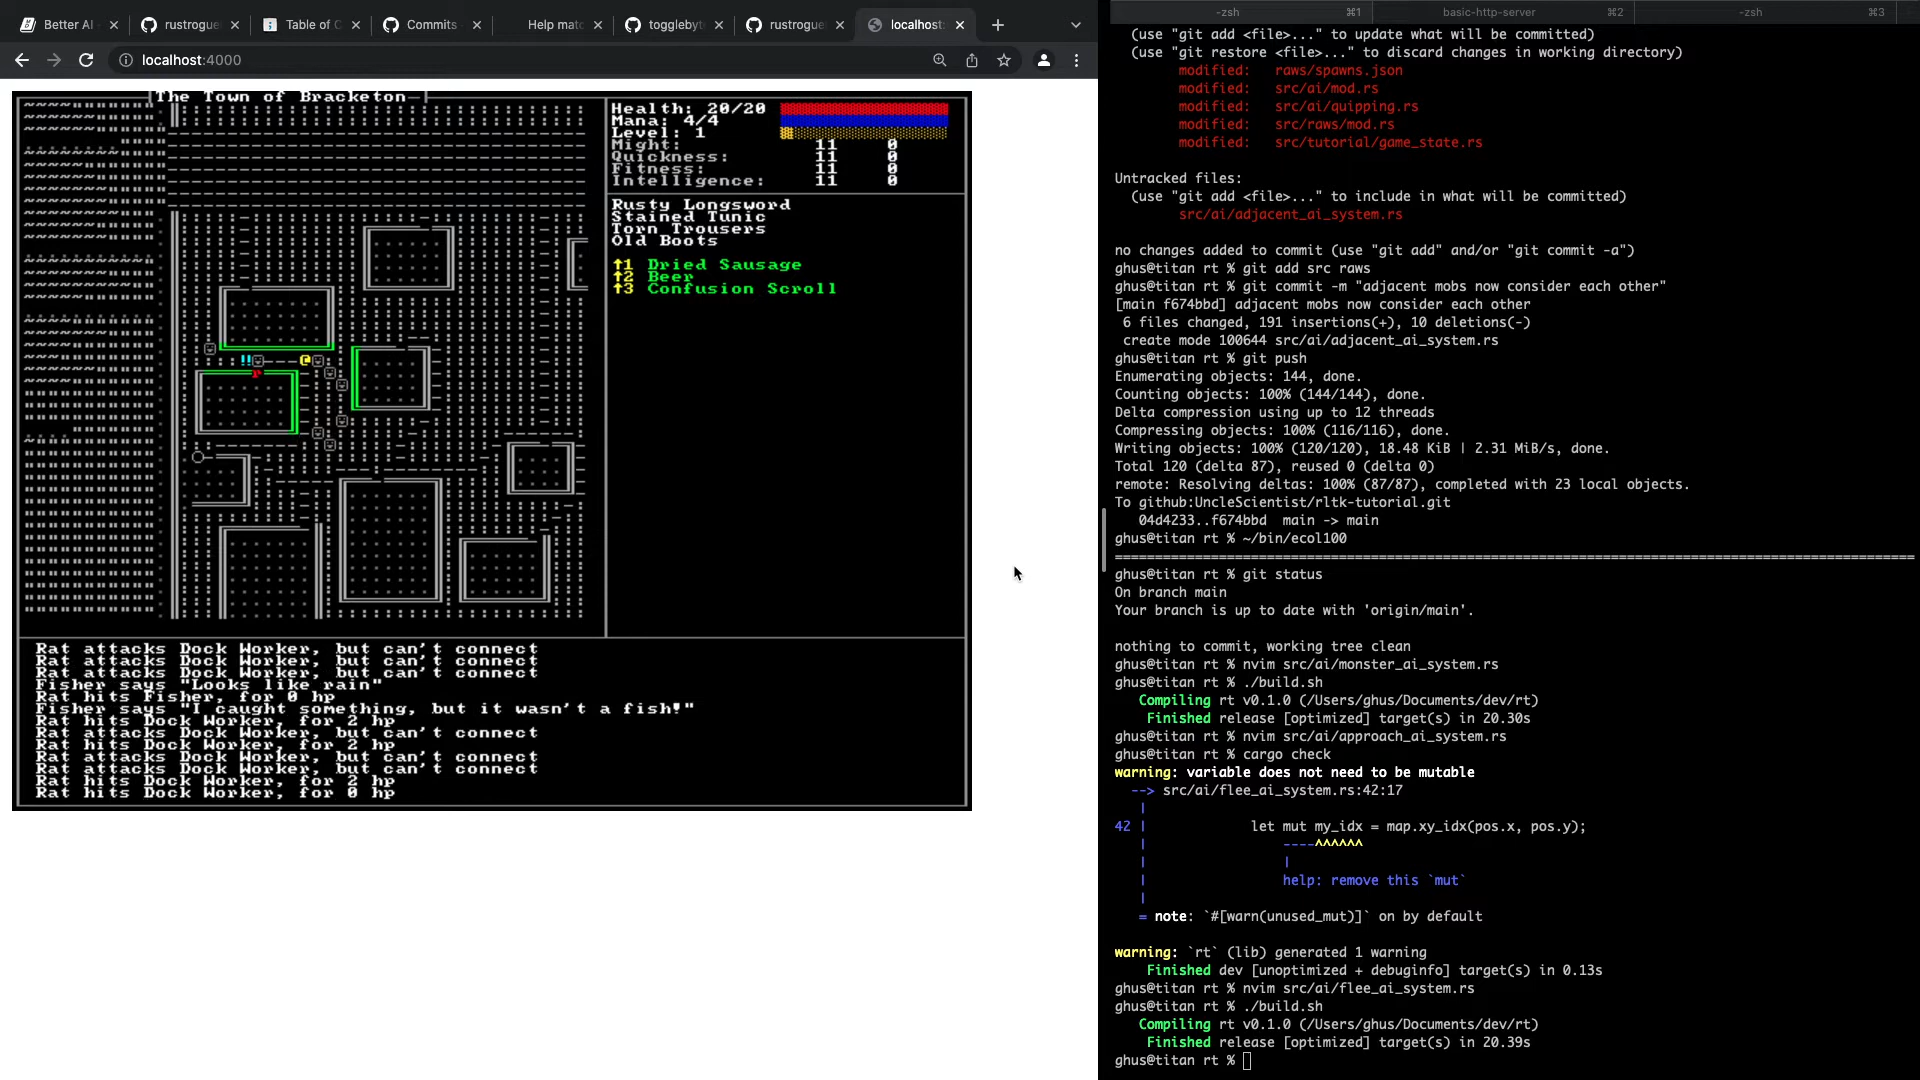 Better AI -
rustrogue
Table of C
Commits
Help mat
toggleby
rustrogue
localhost:
localhost:4000
The Town of Bracketon
Health: 20/20
Mana: 4/4
Level: 1
Might: 11 0
Quickness: 11 0
Fitness: 11 0
Intelligence: 11 0
Rusty Longsword
Stained Tunic
Torn Trousers
Old Boots
↑1 Dried Sausage
↑2 Beer
↑3 Confusion Scroll
Rat attacks Dock Worker, but can't connect
Rat attacks Dock Worker, but can't connect
Rat attacks Dock Worker, but can't connect
Fisher says "Looks like rain"
Rat hits Fisher, for 0 hp
Fisher says "I caught something, but it wasn't a fish!"
Rat hits Dock Worker, for 2 hp
Rat attacks Dock Worker, but can't connect
Rat hits Dock Worker, for 2 hp
Rat attacks Dock Worker, but can't connect
Rat attacks Dock Worker, but can't connect
Rat hits Dock Worker, for 2 hp
Rat hits Dock Worker, for 0 hp
-zsh ⌘1 basic-http-server ⌘2 -zsh ⌘3
(use "git add <file>..." to update what will be committed)
(use "git restore <file>..." to discard changes in working directory)
modified: raws/spawns.json
modified: src/ai/mod.rs
modified: src/ai/quipping.rs
modified: src/raws/mod.rs
modified: src/tutorial/game_state.rs
Untracked files:
(use "git add <file>..." to include in what will be committed)
src/ai/adjacent_ai_system.rs
no changes added to commit (use "git add" and/or "git commit -a")
ghus@titan rt % git add src raws
ghus@titan rt % git commit -m "adjacent mobs now consider each other"
[main f674bbd] adjacent mobs now consider each other
6 files changed, 191 insertions(+), 10 deletions(-)
create mode 100644 src/ai/adjacent_ai_system.rs
ghus@titan rt % git push
Enumerating objects: 144, done.
Counting objects: 100% (144/144), done.
Delta compression using up to 12 threads
Compressing objects: 100% (116/116), done.
Writing objects: 100% (120/120), 18.48 KiB | 2.31 MiB/s, done.
Total 120 (delta 87), reused 0 (delta 0)
remote: Resolving deltas: 100% (87/87), completed with 23 local objects.
To github:UncleScientist/rltk-tutorial.git
04d4233..f674bbd main -> main
ghus@titan rt % ~/bin/ecol100
ghus@titan rt % git status
On branch main
Your branch is up to date with 'origin/main'.
nothing to commit, working tree clean
ghus@titan rt % nvim src/ai/monster_ai_system.rs
ghus@titan rt % ./build.sh
Compiling rt v0.1.0 (/Users/ghus/Documents/dev/rt)
Finished release [optimized] target(s) in 20.30s
ghus@titan rt % nvim src/ai/approach_ai_system.rs
ghus@titan rt % cargo check
warning: variable does not need to be mutable
--> src/ai/flee_ai_system.rs:42:17
|
42 | let mut my_idx = map.xy_idx(pos.x, pos.y);
| ----^^^^^^
| |
| help: remove this `mut`
|
= note: `#[warn(unused_mut)]` on by default
warning: `rt` (lib) generated 1 warning
Finished dev [unoptimized + debuginfo] target(s) in 0.13s
ghus@titan rt % nvim src/ai/flee_ai_system.rs
ghus@titan rt % ./build.sh
Compiling rt v0.1.0 (/Users/ghus/Documents/dev/rt)
Finished release [optimized] target(s) in 20.39s
ghus@titan rt %